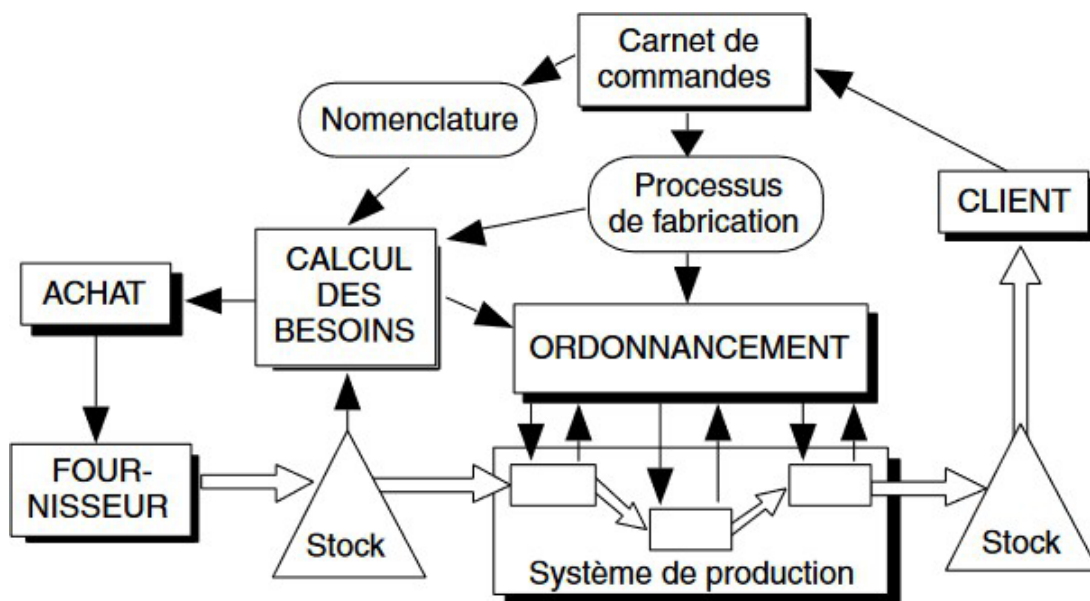 Carnet de
commandes
Nomenclature
Processus
de fabrication
CLIENT
CALCUL
DES
BESOINS
ACHAT
ORDONNANCEMENT
FOUR-
NISSEUR
Stock
Système de production
Stock